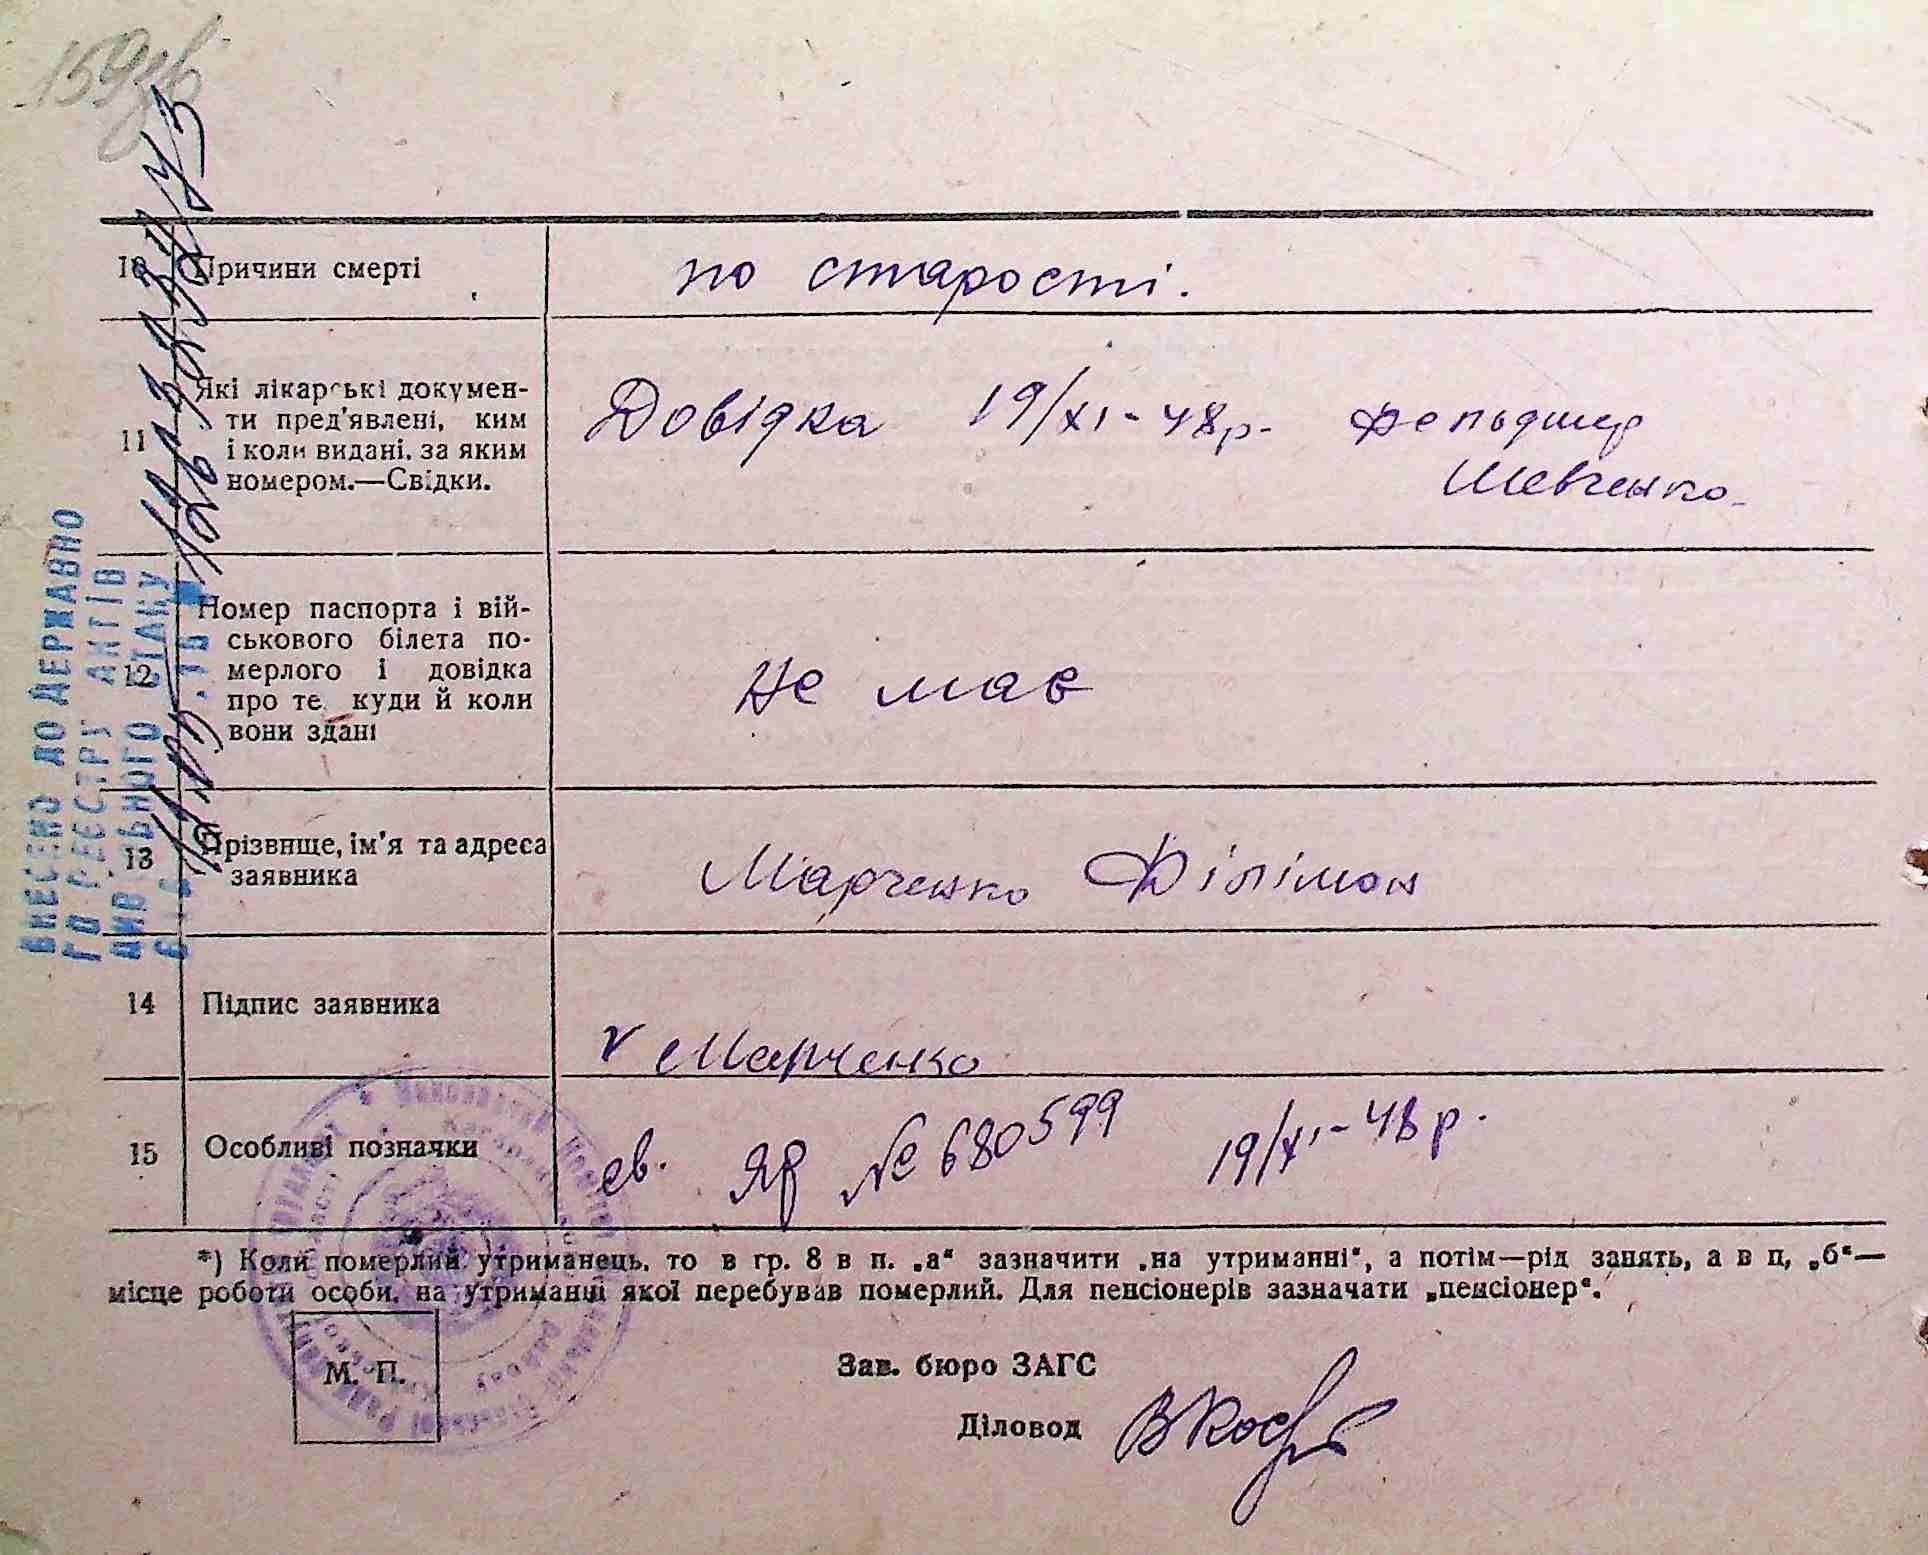 159зв
10 Причини смерті по старості.
11 Які лікарські докумен-
ти пред'явлені, ким
і коли видані, за яким
номером.—Свідки.
Довідка 19/XI-48р- Фельдшер
Шевченко
12 Номер паспорта і вій-
ськового білета по-
мерлого і довідка
про те куди й коли
вони здані
не має
13 Прізвище, ім'я та адреса
заявника
Марченко Філімон
14 Підпис заявника
v Марченко
15 Особливі позначки св. ЯР № 680599 19/XI-48р.
*) Коли померлий утриманець, то в гр. 8 в п. „а“ зазначити „на утриманні“, а потім—рід занять, а в п, „б“—
місце роботи особи, на утриманні якої перебував померлий. Для пенсіонерів зазначати „пенсіонер“.
М. П.
Зав. бюро ЗАГС
Діловод
ВНЕСЕНО ДО ДЕРЖАВНО
ГО РЕЄСТРУ АКТІВ
ЦИВІЛЬНОГО СТАНУ